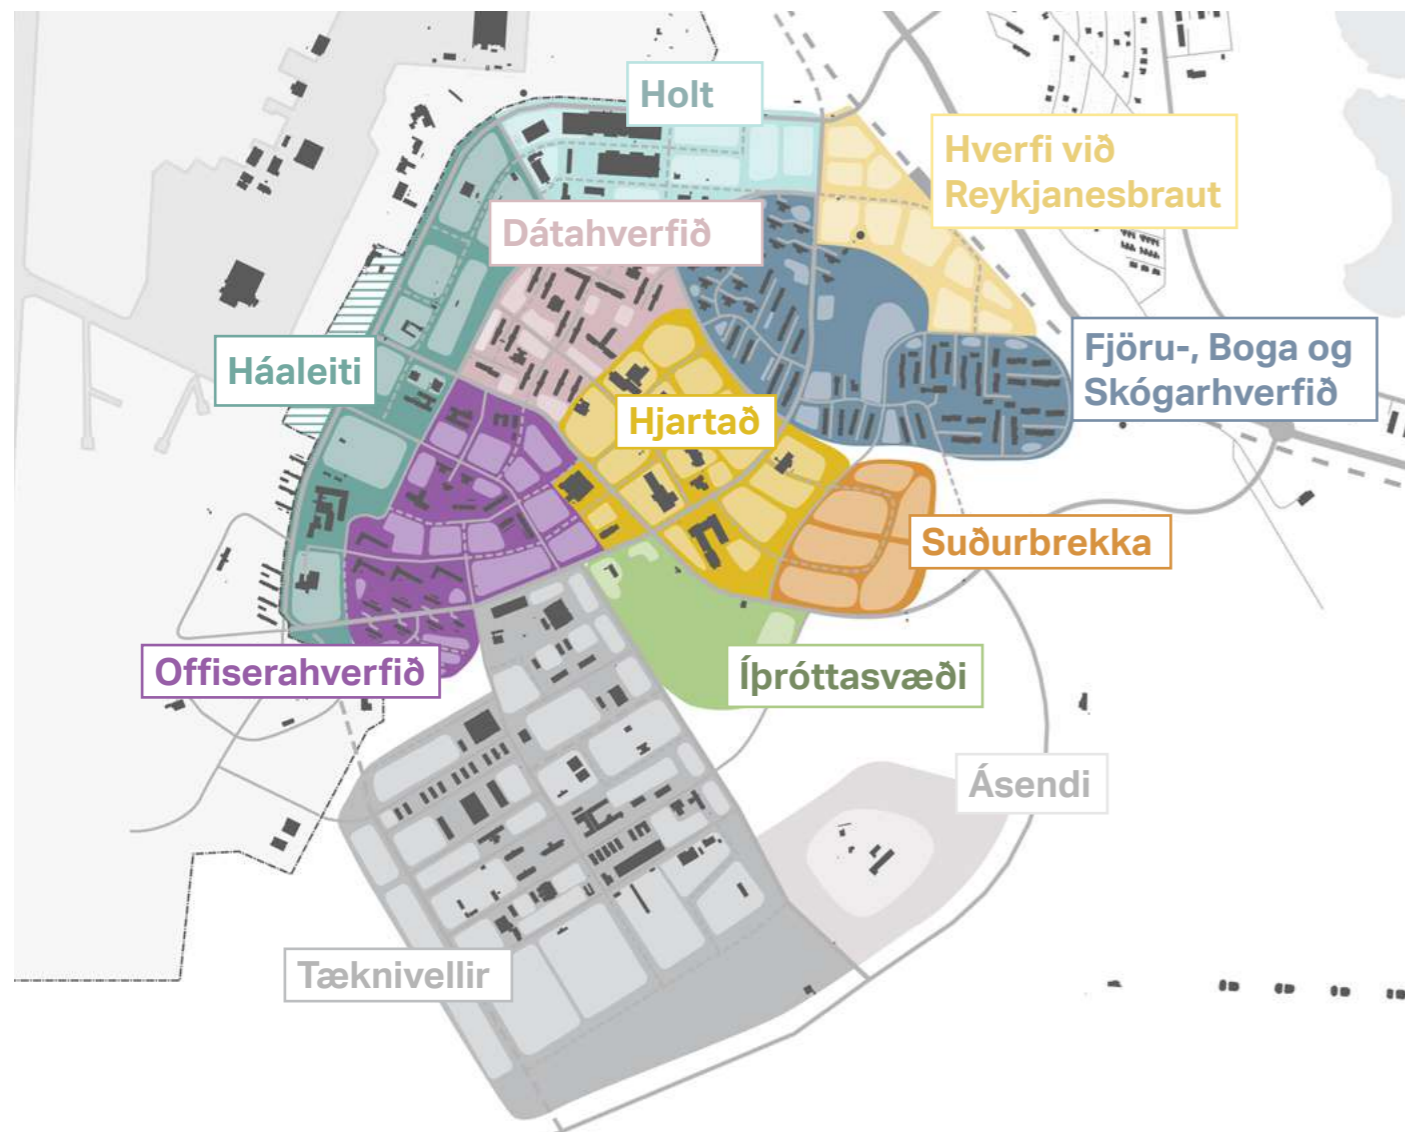 Holt
Hverfi við
Reykjanesbraut
Dátahverfið
Fjöru-, Boga og
Skógarhverfið
Háaleiti
Hjartað
Suðurbrekka
Offiserahverfið
Íþróttasvæði
Ásendi
Tæknivellir